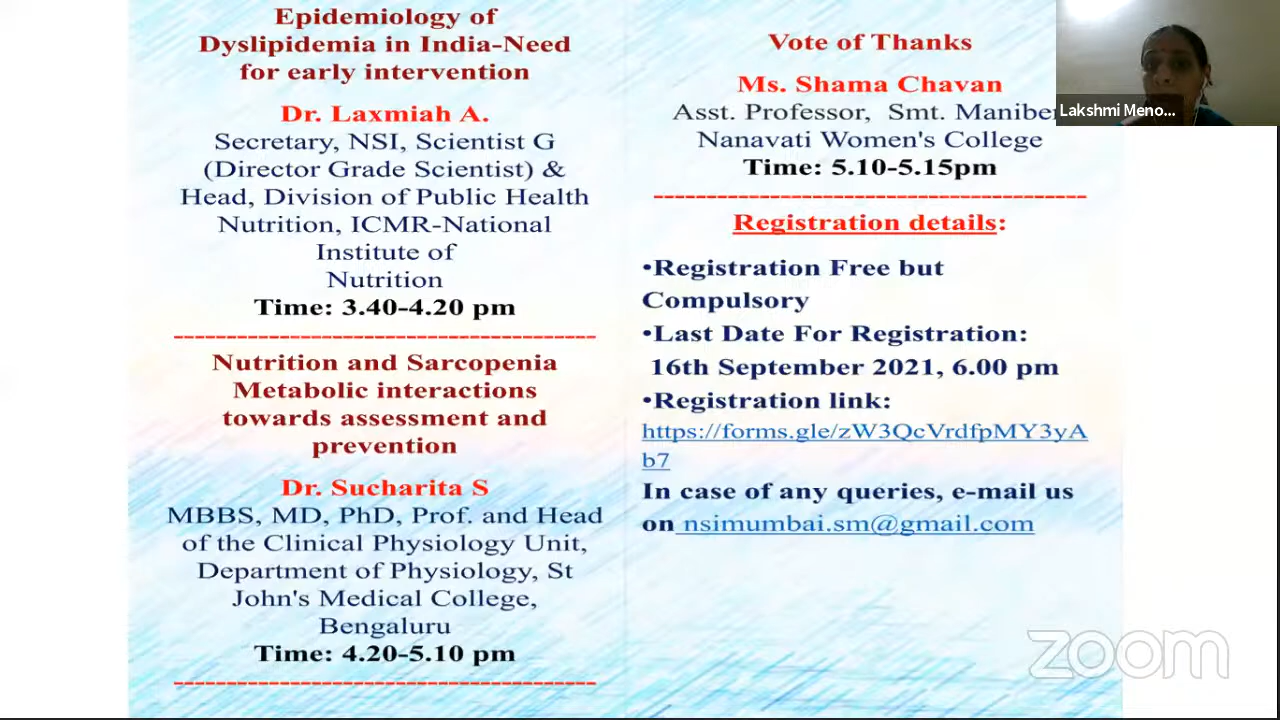 Epidemiology of
Dyslipidemia in India-Need
for early intervention
Dr. Laxmiah A.
Secretary, NSI, Scientist G
(Director Grade Scientist) &
Head, Division of Public Health
Nutrition, ICMR-National
Institute of
Nutrition
Time: 3.40-4.20 pm
Nutrition and Sarcopenia
Metabolic interactions
towards assessment and
prevention
Dr. Sucharita S
MBBS, MD, PhD, Prof. and Head
of the Clinical Physiology Unit,
Department of Physiology, St
John's Medical College,
Bengaluru
Time: 4.20-5.10 pm
Vote of Thanks
Ms. Shama Chavan
Asst. Professor, Smt. Maniben
Nanavati Women's College
Time: 5.10-5.15pm
Registration details:
•Registration Free but
Compulsory
•Last Date For Registration:
16th September 2021, 6.00 pm
•Registration link:
https://forms.gle/zW3QcVrdfpMY3yA
b7
In case of any queries, e-mail us
on nsimumbai.sm@gmail.com
Lakshmi Meno...
zoom